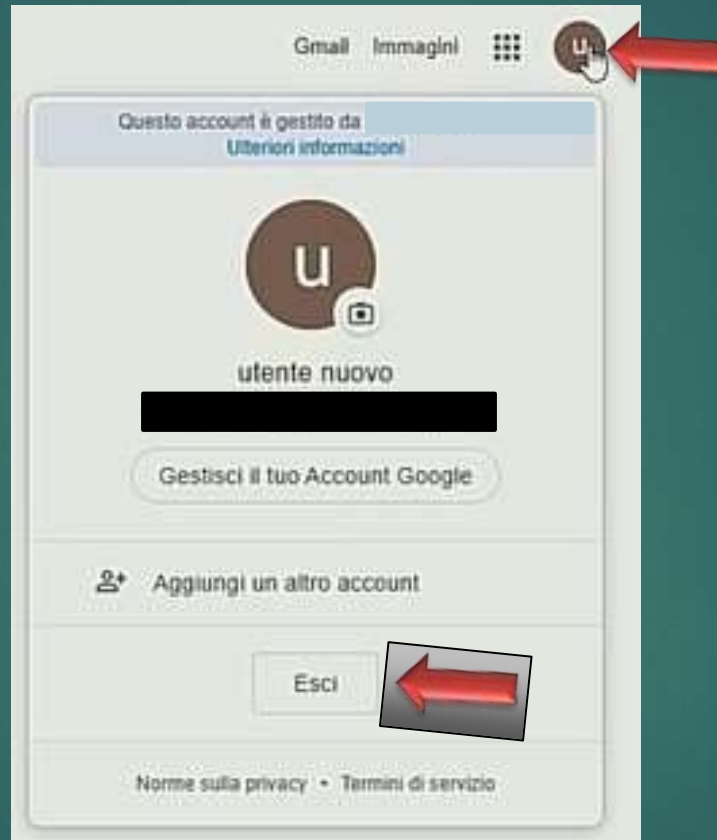 Gmail Immagini
u
Questo account è gestito da
Ulteriori informazioni
u
utente nuovo
Gestisci il tuo Account Google
Aggiungi un altro account
Esci
Norme sulla privacy • Termini di servizio